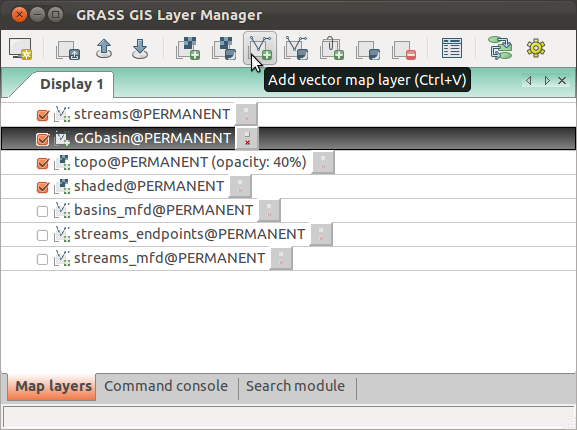 GRASS GIS Layer Manager
Add vector map layer (Ctrl+V)
Display 1
streams@PERMANENT
GGbasin@PERMANENT
topo@PERMANENT (opacity: 40%)
shaded@PERMANENT
basins_mfd@PERMANENT
streams_endpoints@PERMANENT
streams_mfd@PERMANENT
Map layers Command console Search module